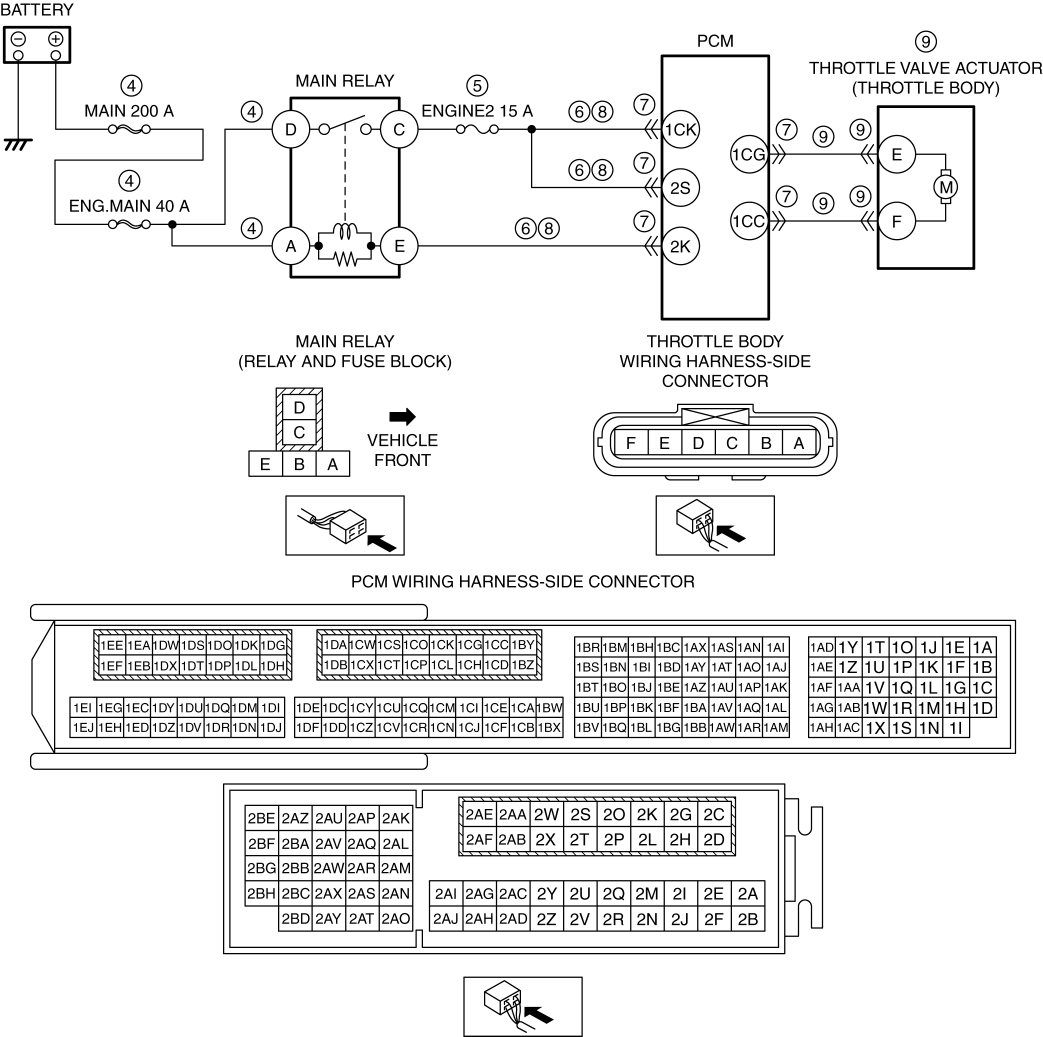 BATTERY
− +
④
MAIN 200 A
④
ENG.MAIN 40 A
④
④
MAIN RELAY
D C
A E
⑤
ENGINE2 15 A
⑥⑧ ⑦
⑥⑧ ⑦
⑥⑧ ⑦
PCM
1CK
2S
2K
1CG
1CC
⑦ ⑨ ⑨
⑦ ⑨ ⑨
⑨
THROTTLE VALVE ACTUATOR
(THROTTLE BODY)
E
M
F
MAIN RELAY
(RELAY AND FUSE BLOCK)
D
C
E B A
VEHICLE
FRONT
THROTTLE BODY
WIRING HARNESS-SIDE
CONNECTOR
F E D C B A
PCM WIRING HARNESS-SIDE CONNECTOR
1EE 1EA 1DW 1DS 1DO 1DK 1DG
1EF 1EB 1DX 1DT 1DP 1DL 1DH
1DA 1CW 1CS 1CO 1CK 1CG 1CC 1BY
1DB 1CX 1CT 1CP 1CL 1CH 1CD 1BZ
1EI 1EG 1EC 1DY 1DU 1DQ 1DM 1DI
1EJ 1EH 1ED 1DZ 1DV 1DR 1DN 1DJ
1DE 1DC 1CY 1CU 1CQ 1CM 1CI 1CE 1CA 1BW
1DF 1DD 1CZ 1CV 1CR 1CN 1CJ 1CF 1CB 1BX
1BR 1BM 1BH 1BC 1AX 1AS 1AN 1AI
1BS 1BN 1BI 1BD 1AY 1AT 1AO 1AJ
1BT 1BO 1BJ 1BE 1AZ 1AU 1AP 1AK
1BU 1BP 1BK 1BF 1BA 1AV 1AQ 1AL
1BV 1BQ 1BL 1BG 1BB 1AW 1AR 1AM
1AD 1Y 1T 1O 1J 1E 1A
1AE 1Z 1U 1P 1K 1F 1B
1AF 1AA 1V 1Q 1L 1G 1C
1AG 1AB 1W 1R 1M 1H 1D
1AH 1AC 1X 1S 1N 1I
2BE 2AZ 2AU 2AP 2AK
2BF 2BA 2AV 2AQ 2AL
2BG 2BB 2AW 2AR 2AM
2BH 2BC 2AX 2AS 2AN
2BD 2AY 2AT 2AO
2AE 2AA 2W 2S 2O 2K 2G 2C
2AF 2AB 2X 2T 2P 2L 2H 2D
2AI 2AG 2AC 2Y 2U 2Q 2M 2I 2E 2A
2AJ 2AH 2AD 2Z 2V 2R 2N 2J 2F 2B